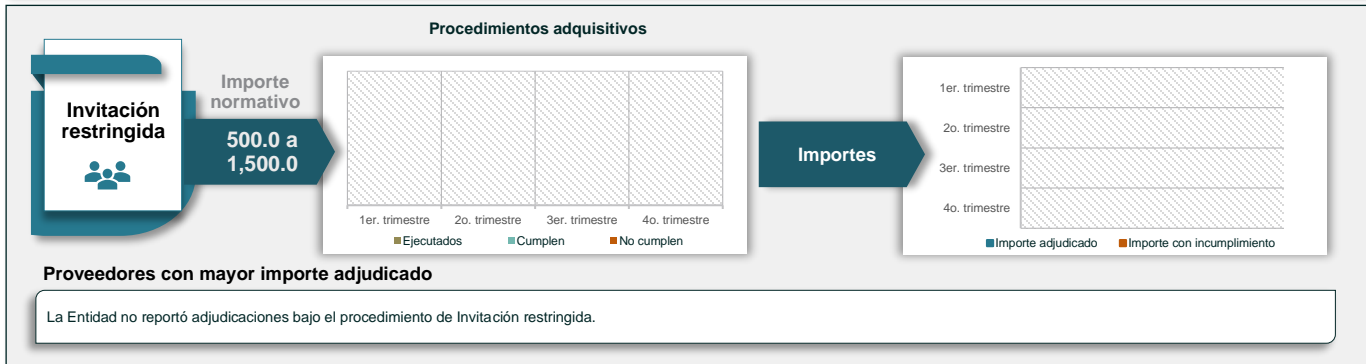 Procedimientos adquisitivos
Invitación
restringida
Importe
normativo
500.0 a
1,500.0
1er. trimestre
2o. trimestre
3er. trimestre
4o. trimestre
Ejecutados
Cumplen
No cumplen
Importes
1er. trimestre
2o. trimestre
3er. trimestre
4o. trimestre
Importe adjudicado
Importe con incumplimiento
Proveedores con mayor importe adjudicado
La Entidad no reportó adjudicaciones bajo el procedimiento de Invitación restringida.